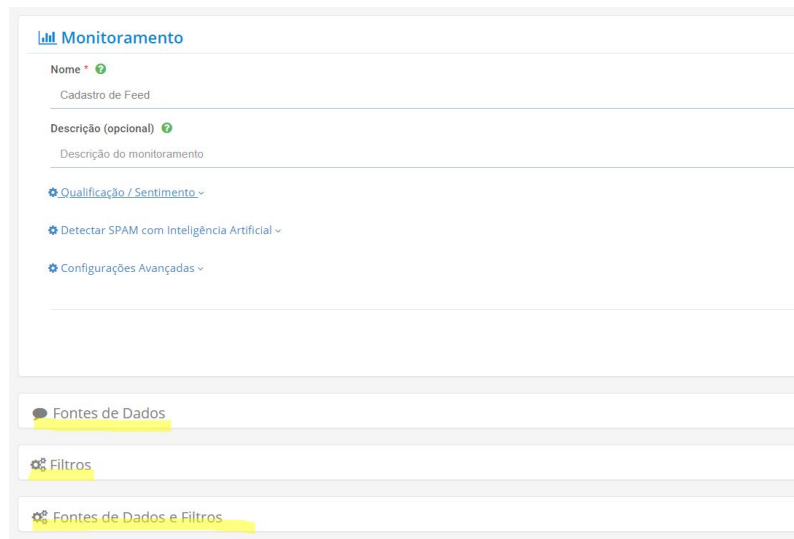 Monitoramento
Nome *
Cadastro de Feed
Descrição (opcional)
Descrição do monitoramento
Qualificação / Sentimento
Detectar SPAM com Inteligência Artificial
Configurações Avançadas
Fontes de Dados
Filtros
Fontes de Dados e Filtros